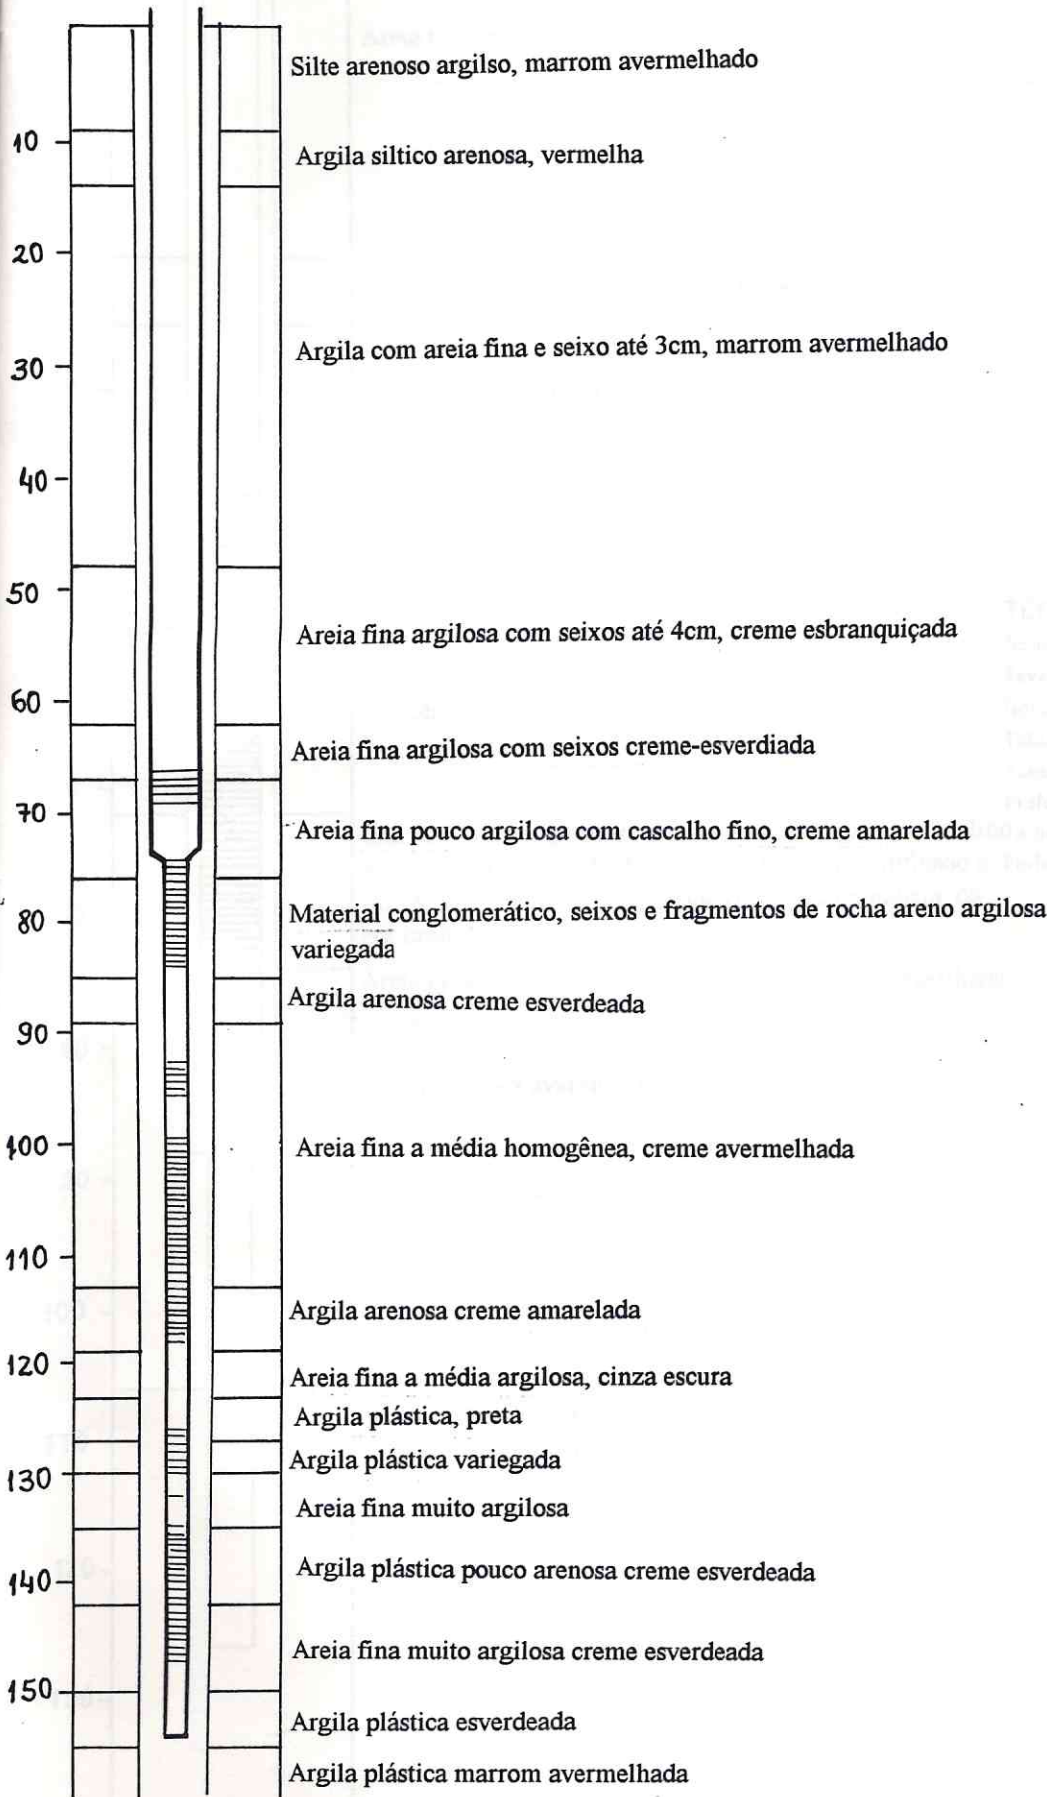 Silte arenoso argilso, marrom avermelhado
10
Argila siltico arenosa, vermelha
20
Argila com areia fina e seixo até 3cm, marrom avermelhado
30
40
50
Areia fina argilosa com seixos até 4cm, creme esbranquiçada
60
Areia fina argilosa com seixos creme-esverdiada
70
Areia fina pouco argilosa com cascalho fino, creme amarelada
80
Material conglomerático, seixos e fragmentos de rocha areno argilosa
variegada
Argila arenosa creme esverdeada
90
100
Areia fina a média homogênea, creme avermelhada
110
Argila arenosa creme amarelada
120
Areia fina a média argilosa, cinza escura
Argila plástica, preta
Argila plástica variegada
130
Areia fina muito argilosa
Argila plástica pouco arenosa creme esverdeada
140
Areia fina muito argilosa creme esverdeada
150
Argila plástica esverdeada
Argila plástica marrom avermelhada